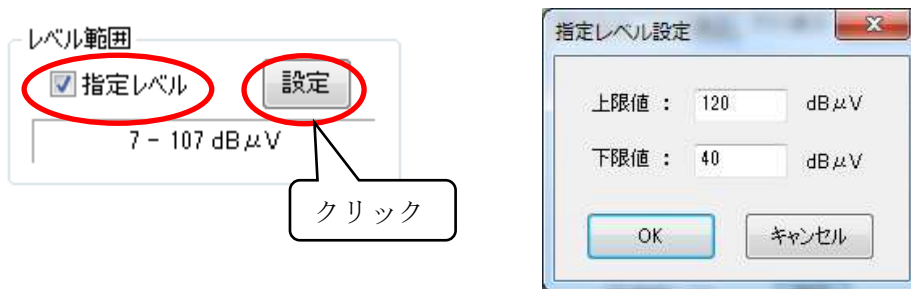 レベル範囲
指定レベル
設定
7 - 107 dBμV
クリック
指定レベル設定
上限値 : 120 dBμV
下限値 : 40 dBμV
OK
キャンセル